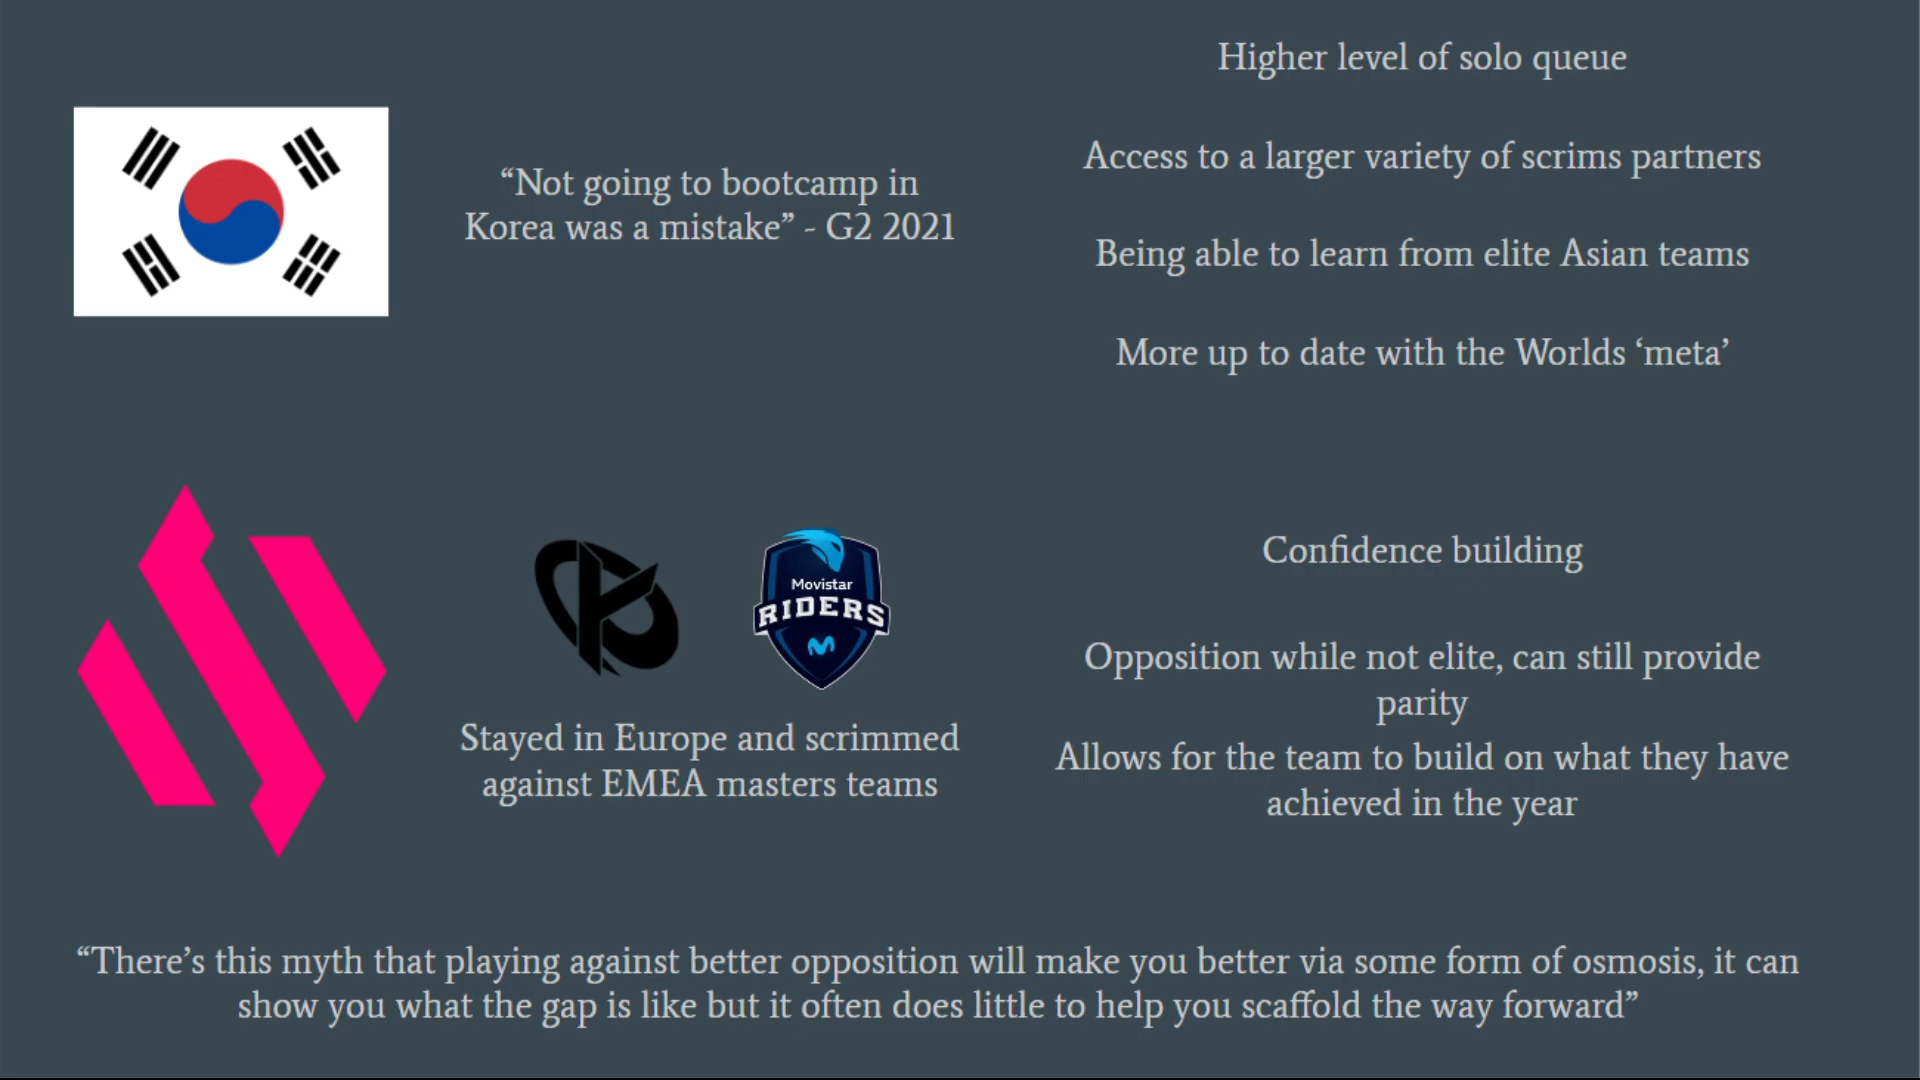 Higher level of solo queue
“Not going to bootcamp in
Korea was a mistake” - G2 2021
Access to a larger variety of scrims partners
Being able to learn from elite Asian teams
More up to date with the Worlds ‘meta’
Movistar
RIDERS
Stayed in Europe and scrimmed
against EMEA masters teams
Confidence building
Opposition while not elite, can still provide
parity
Allows for the team to build on what they have
achieved in the year
“There’s this myth that playing against better opposition will make you better via some form of osmosis, it can
show you what the gap is like but it often does little to help you scaffold the way forward”